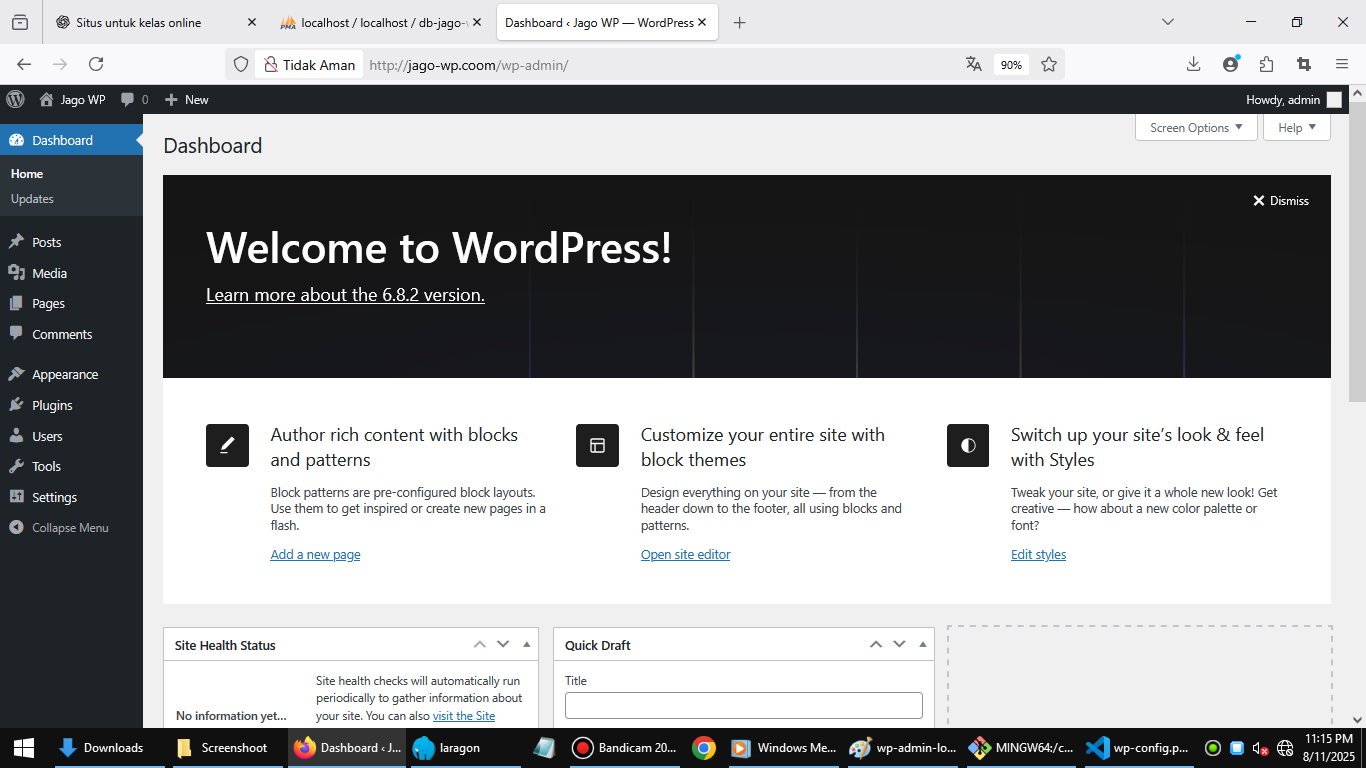 Situs untuk kelas online
localhost / localhost / db-jago-
Dashboard ‹ Jago WP — WordPress
Tidak Aman
http://jago-wp.coom/wp-admin/
90%
Jago WP
0
New
Howdy, admin
Dashboard
Home
Updates
Posts
Media
Pages
Comments
Appearance
Plugins
Users
Tools
Settings
Collapse Menu
Screen Options
Help
Dashboard
Dismiss
Welcome to WordPress!
Learn more about the 6.8.2 version.
Author rich content with blocks
and patterns
Block patterns are pre-configured block layouts.
Use them to get inspired or create new pages in a
flash.
Add a new page
Customize your entire site with
block themes
Design everything on your site — from the
header down to the footer, all using blocks and
patterns.
Open site editor
Switch up your site’s look & feel
with Styles
Tweak your site, or give it a whole new look! Get
creative — how about a new color palette or
font?
Edit styles
Site Health Status
No information yet...
Site health checks will automatically run
periodically to gather information about
your site. You can also visit the Site
Quick Draft
Title
Downloads
Screenshoot
Dashboard ‹ J...
laragon
Bandicam 20...
Windows Me...
wp-admin-lo...
MINGW64:/c...
wp-config.p...
11:15 PM
8/11/2025